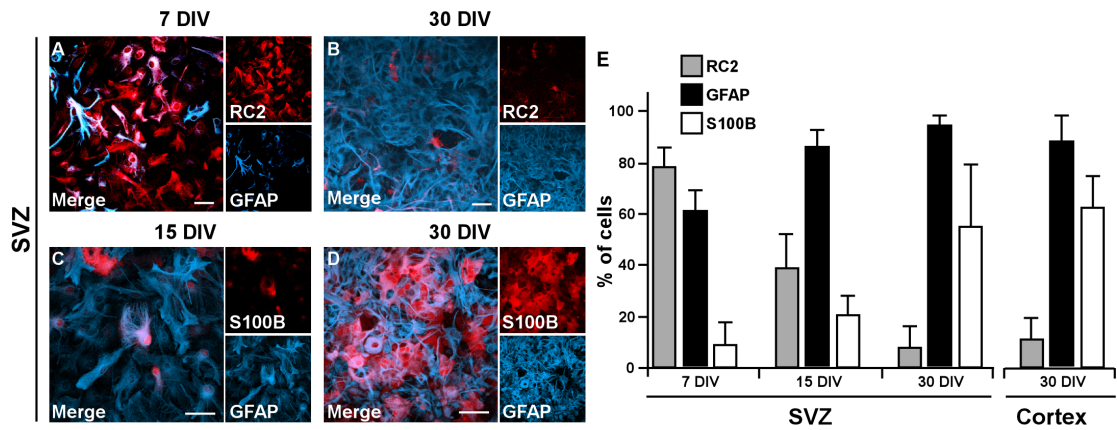 7 DIV
30 DIV
SVZ
A
RC2
Merge
GFAP
B
RC2
Merge
GFAP
15 DIV
30 DIV
C
S100B
Merge
GFAP
D
S100B
Merge
GFAP
E
RC2
GFAP
S100B
% of cells
100
80
60
40
20
0
7 DIV 15 DIV 30 DIV 30 DIV
SVZ Cortex